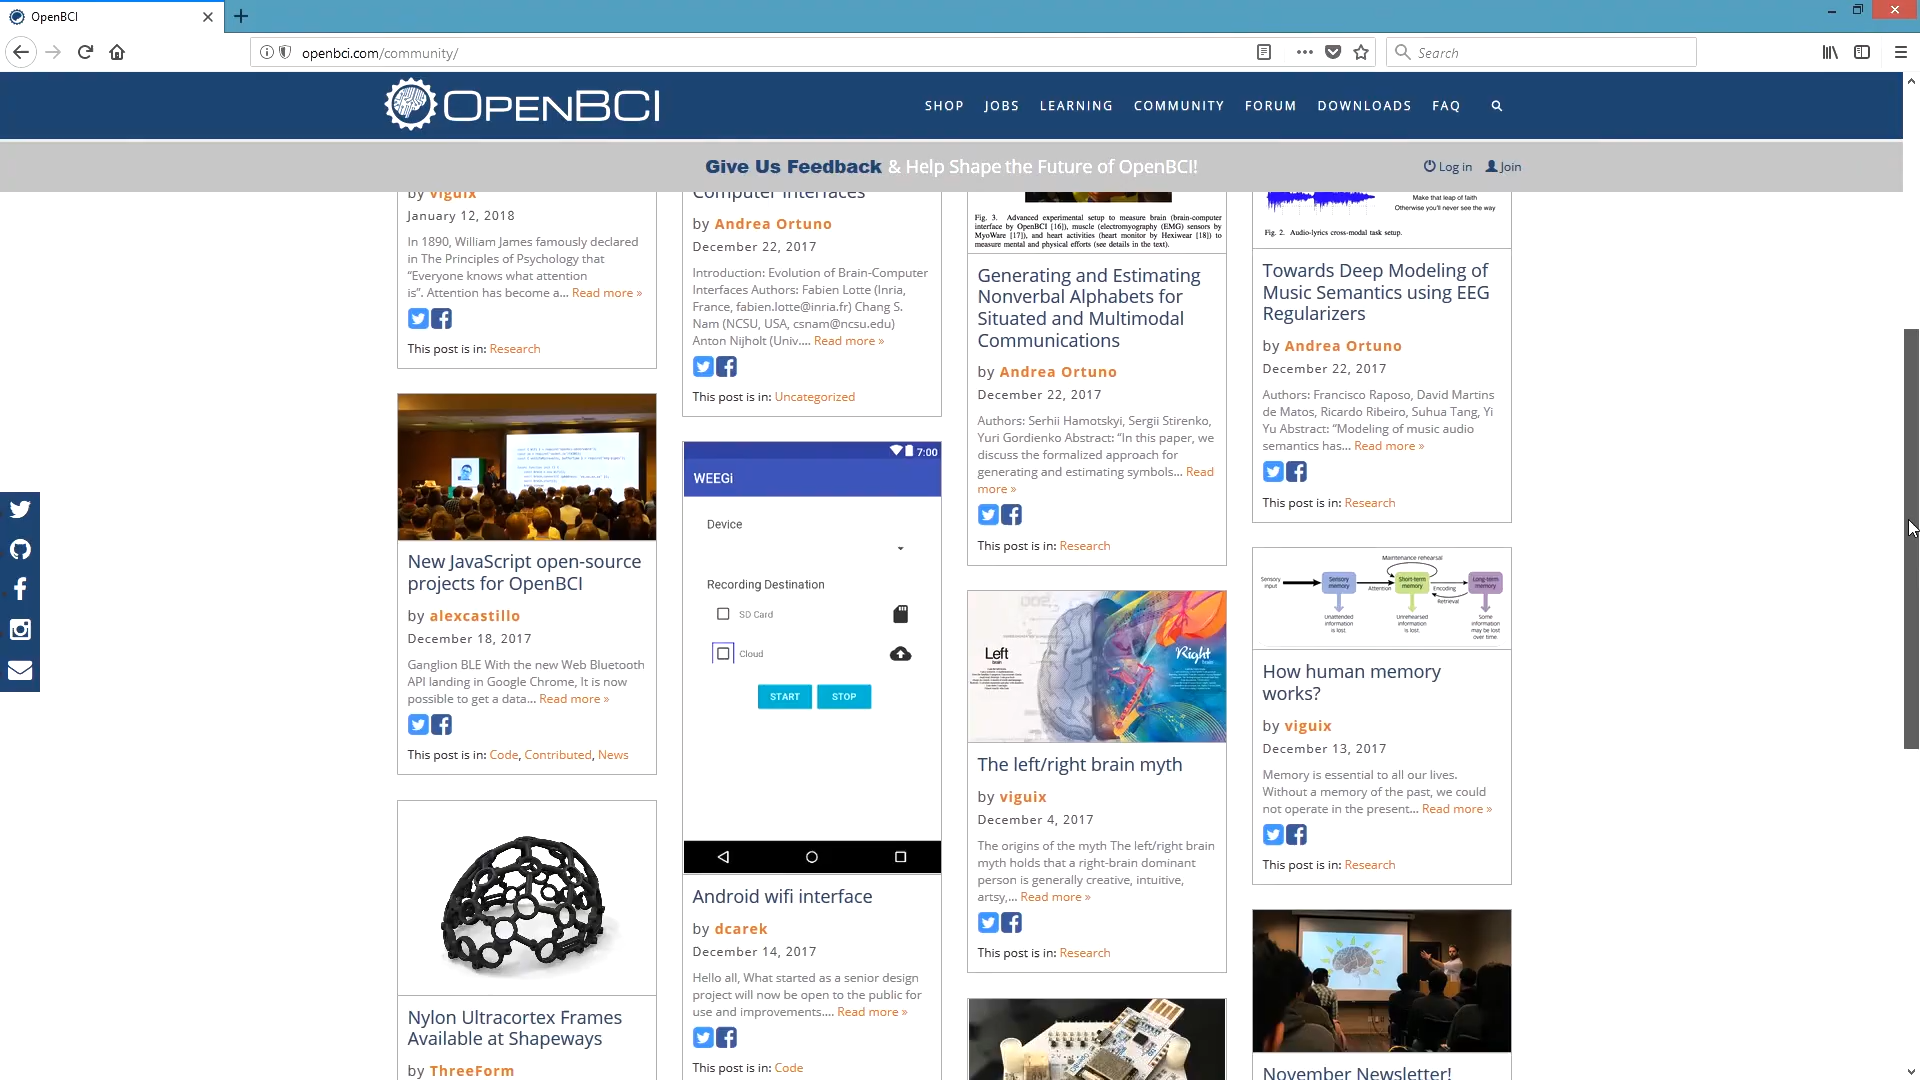 OpenBCI
openbci.com/community/
Search
OPENBCI
SHOP
JOBS
LEARNING
COMMUNITY
FORUM
DOWNLOADS
FAQ
Give Us Feedback & Help Shape the Future of OpenBCI!
Log in
Join
by viguix
January 12, 2018
In 1890, William James famously declared
in The Principles of Psychology that
“Everyone knows what attention
is”. Attention has become a... Read more »
This post is in: Research
New JavaScript open-source
projects for OpenBCI
by alexcastillo
December 18, 2017
Ganglion BLE With the new Web Bluetooth
API landing in Google Chrome, It is now
possible to get a data... Read more »
This post is in: Code, Contributed, News
Nylon Ultracortex Frames
Available at Shapeways
by ThreeForm
Computer Interfaces
by Andrea Ortuno
December 22, 2017
Introduction: Evolution of Brain-Computer
Interfaces Authors: Fabien Lotte (Inria,
France, fabien.lotte@inria.fr) Chang S.
Nam (NCSU, USA, csnam@ncsu.edu)
Anton Nijholt (Univ.... Read more »
This post is in: Uncategorized
7:00
WEEGi
Device
Recording Destination
SD Card
Cloud
START
STOP
Android wifi interface
by dcarek
December 14, 2017
Hello all, What started as a senior design
project will now be open to the public for
use and improvements.... Read more »
This post is in: Code
Fig. 3. Advanced experimental setup to measure brain (brain-computer
interface by OpenBCI [16]), muscle (electromyography (EMG) sensors by
MyoWare [17]), and heart activities (heart monitor by Hexiwear [18]) to
measure mental and physical efforts (see details in the text).
Generating and Estimating
Nonverbal Alphabets for
Situated and Multimodal
Communications
by Andrea Ortuno
December 22, 2017
Authors: Serhii Hamotskyi, Sergii Stirenko,
Yuri Gordienko Abstract: “In this paper, we
discuss the formalized approach for
generating and estimating symbols... Read
more »
This post is in: Research
Left
brain
Right
brain
The left/right brain myth
by viguix
December 4, 2017
The origins of the myth The left/right brain
myth holds that a right-brain dominant
person is generally creative, intuitive,
artsy,... Read more »
This post is in: Research
Make that leap of faith
Otherwise you'll never see the way
Fig. 2. Audio-lyrics cross-modal task setup.
Towards Deep Modeling of
Music Semantics using EEG
Regularizers
by Andrea Ortuno
December 22, 2017
Authors: Francisco Raposo, David Martins
de Matos, Ricardo Ribeiro, Suhua Tang, Yi
Yu Abstract: “Modeling of music audio
semantics has... Read more »
This post is in: Research
Maintenance rehearsal
Sensory
input
Sensory
memory
Attention
Short-term
memory
Encoding
Retrieval
Long-term
memory
Unattended
information
is lost
Unrehearsed
information
is lost
Some
information
may be lost
over time
How human memory
works?
by viguix
December 13, 2017
Memory is essential to all our lives.
Without a memory of the past, we could
not operate in the present... Read more »
This post is in: Research
November Newsletter!